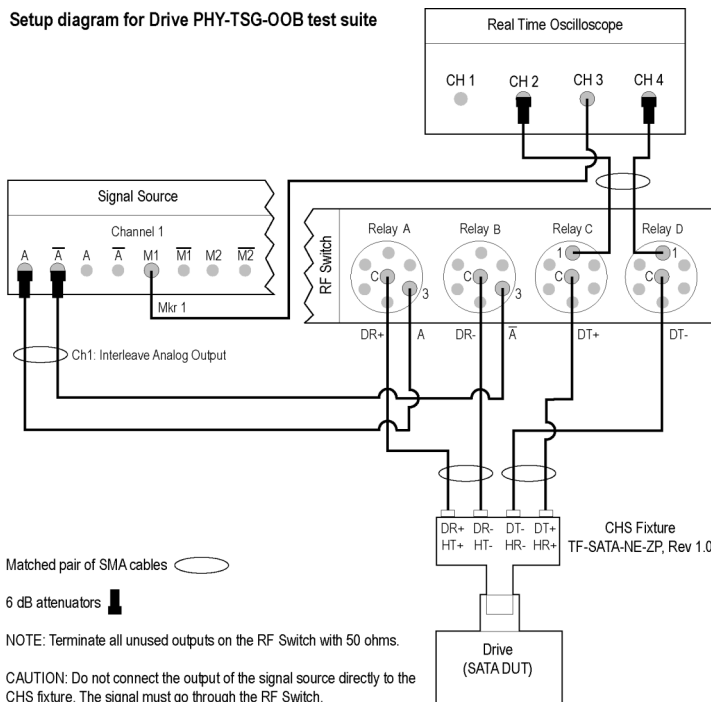 Setup diagram for Drive PHY-TSG-OOB test suite
Real Time Oscilloscope
CH 1 CH 2 CH 3 CH 4
Signal Source
Channel 1
A A̅ A A̅ M1 M̅1̅ M2 M̅2̅
Mkr 1
Ch1: Interleave Analog Output
RF Switch
Relay A Relay B Relay C Relay D
1 1
C C C C
3 3
DR+ A DR- A̅ DT+ DT-
DR+ DR- DT- DT+
HT+ HT- HR- HR+
CHS Fixture
TF-SATA-NE-ZP, Rev 1.0
Drive
(SATA DUT)
Matched pair of SMA cables
6 dB attenuators
NOTE: Terminate all unused outputs on the RF Switch with 50 ohms.
CAUTION: Do not connect the output of the signal source directly to the
CHS fixture. The signal must go through the RF Switch.